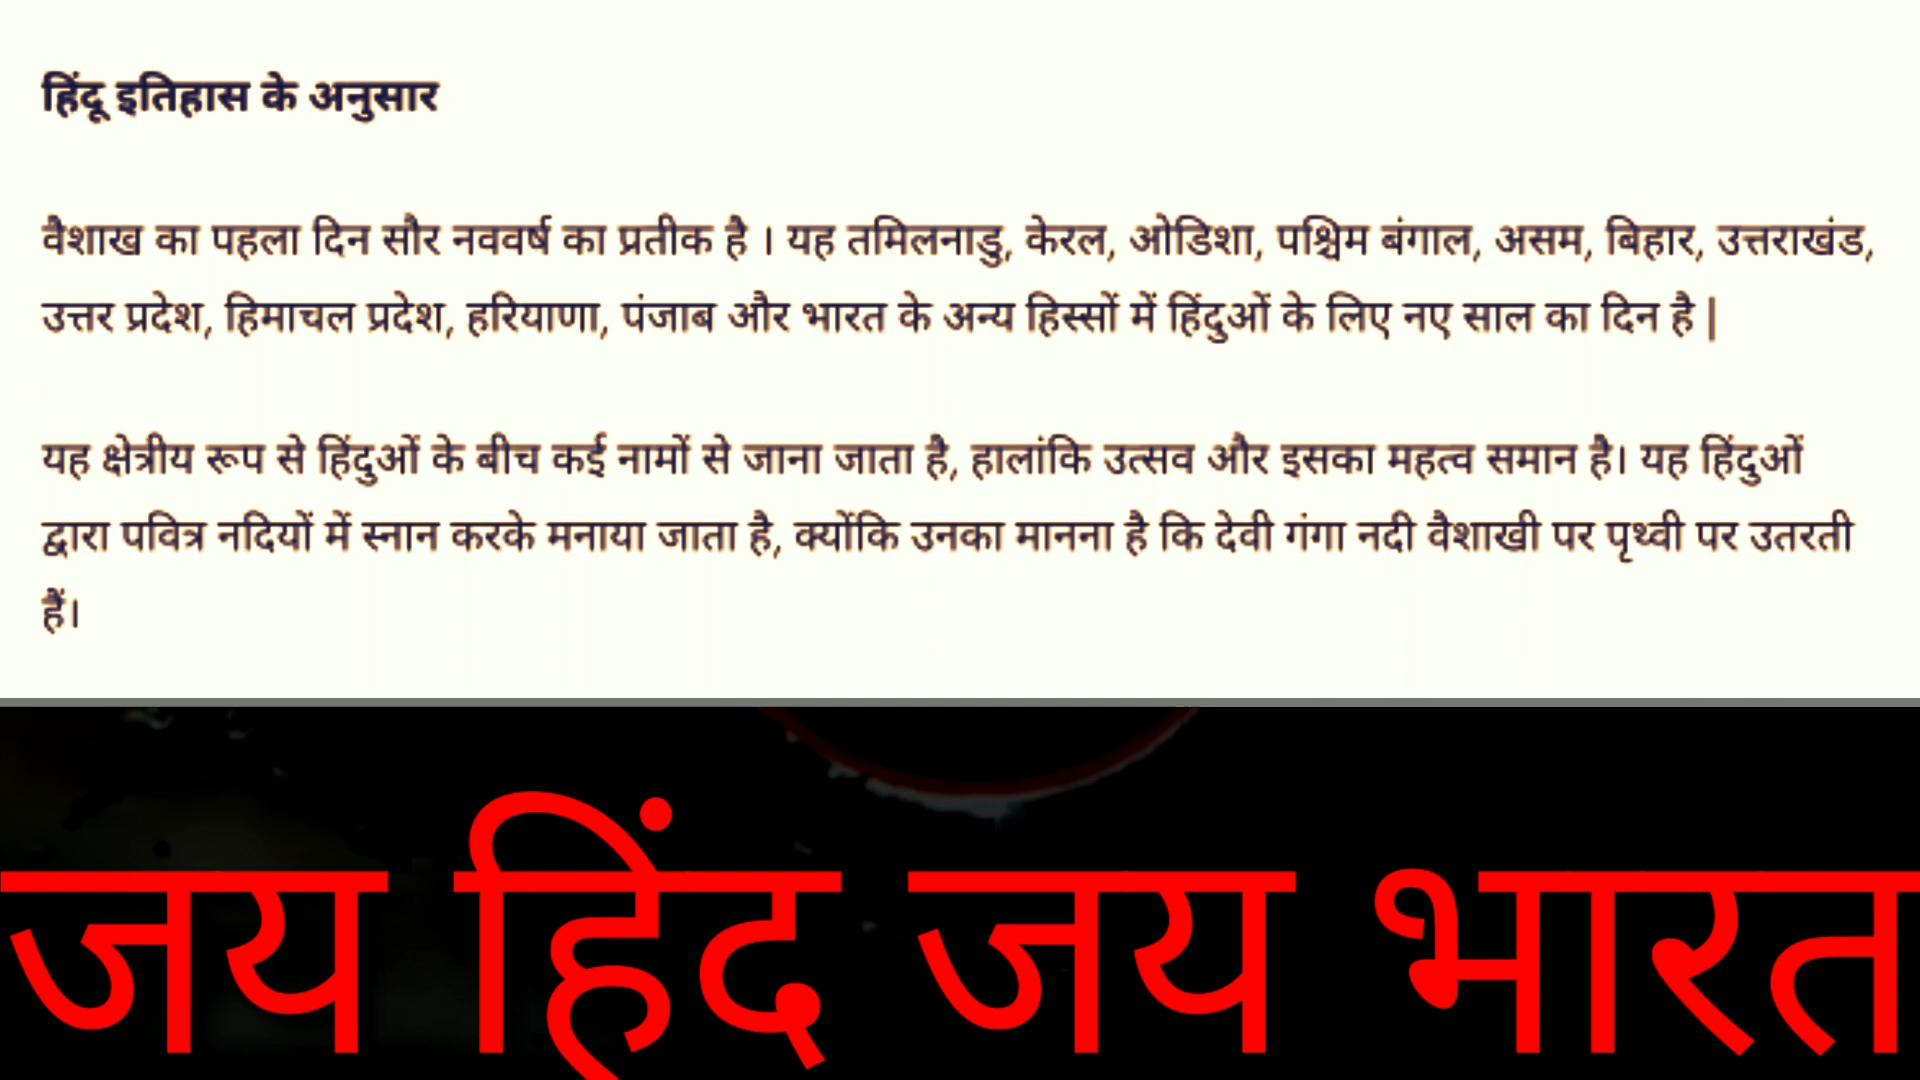 हिंदू इतिहास के अनुसार
वैशाख का पहला दिन सौर नववर्ष का प्रतीक है । यह तमिलनाडु, केरल, ओडिशा, पश्चिम बंगाल, असम, बिहार, उत्तराखंड,
उत्तर प्रदेश, हिमाचल प्रदेश, हरियाणा, पंजाब और भारत के अन्य हिस्सों में हिंदुओं के लिए नए साल का दिन है |
यह क्षेत्रीय रूप से हिंदुओं के बीच कई नामों से जाना जाता है, हालांकि उत्सव और इसका महत्व समान है। यह हिंदुओं
द्वारा पवित्र नदियों में स्नान करके मनाया जाता है, क्योंकि उनका मानना है कि देवी गंगा नदी वैशाखी पर पृथ्वी पर उतरती
हैं।
जय हिंद जय भारत